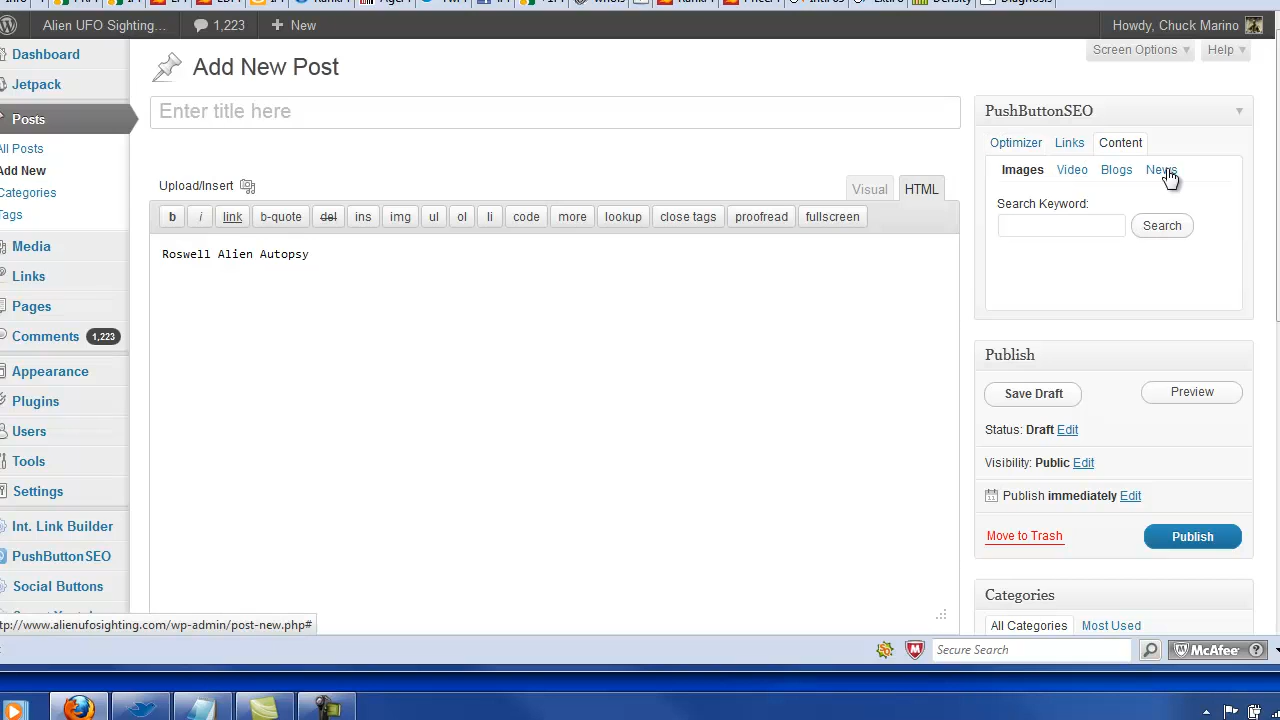 Alien UFO Sighting...
1,223
New
Howdy, Chuck Marino
Dashboard
Jetpack
Posts
All Posts
Add New
Categories
Tags
Media
Links
Pages
Comments 1,223
Appearance
Plugins
Users
Tools
Settings
Int. Link Builder
PushButtonSEO
Social Buttons
Add New Post
Screen Options
Help
Enter title here
Upload/Insert
Visual
HTML
b i link b-quote del ins img ul ol li code more lookup close tags proofread fullscreen
Roswell Alien Autopsy
PushButtonSEO
Optimizer Links Content
Images Video Blogs News
Search Keyword:
Search
Publish
Save Draft
Preview
Status: Draft Edit
Visibility: Public Edit
Publish immediately Edit
Move to Trash
Publish
Categories
All Categories Most Used
tp://www.alienufosighting.com/wp-admin/post-new.php#
Secure Search
McAfee